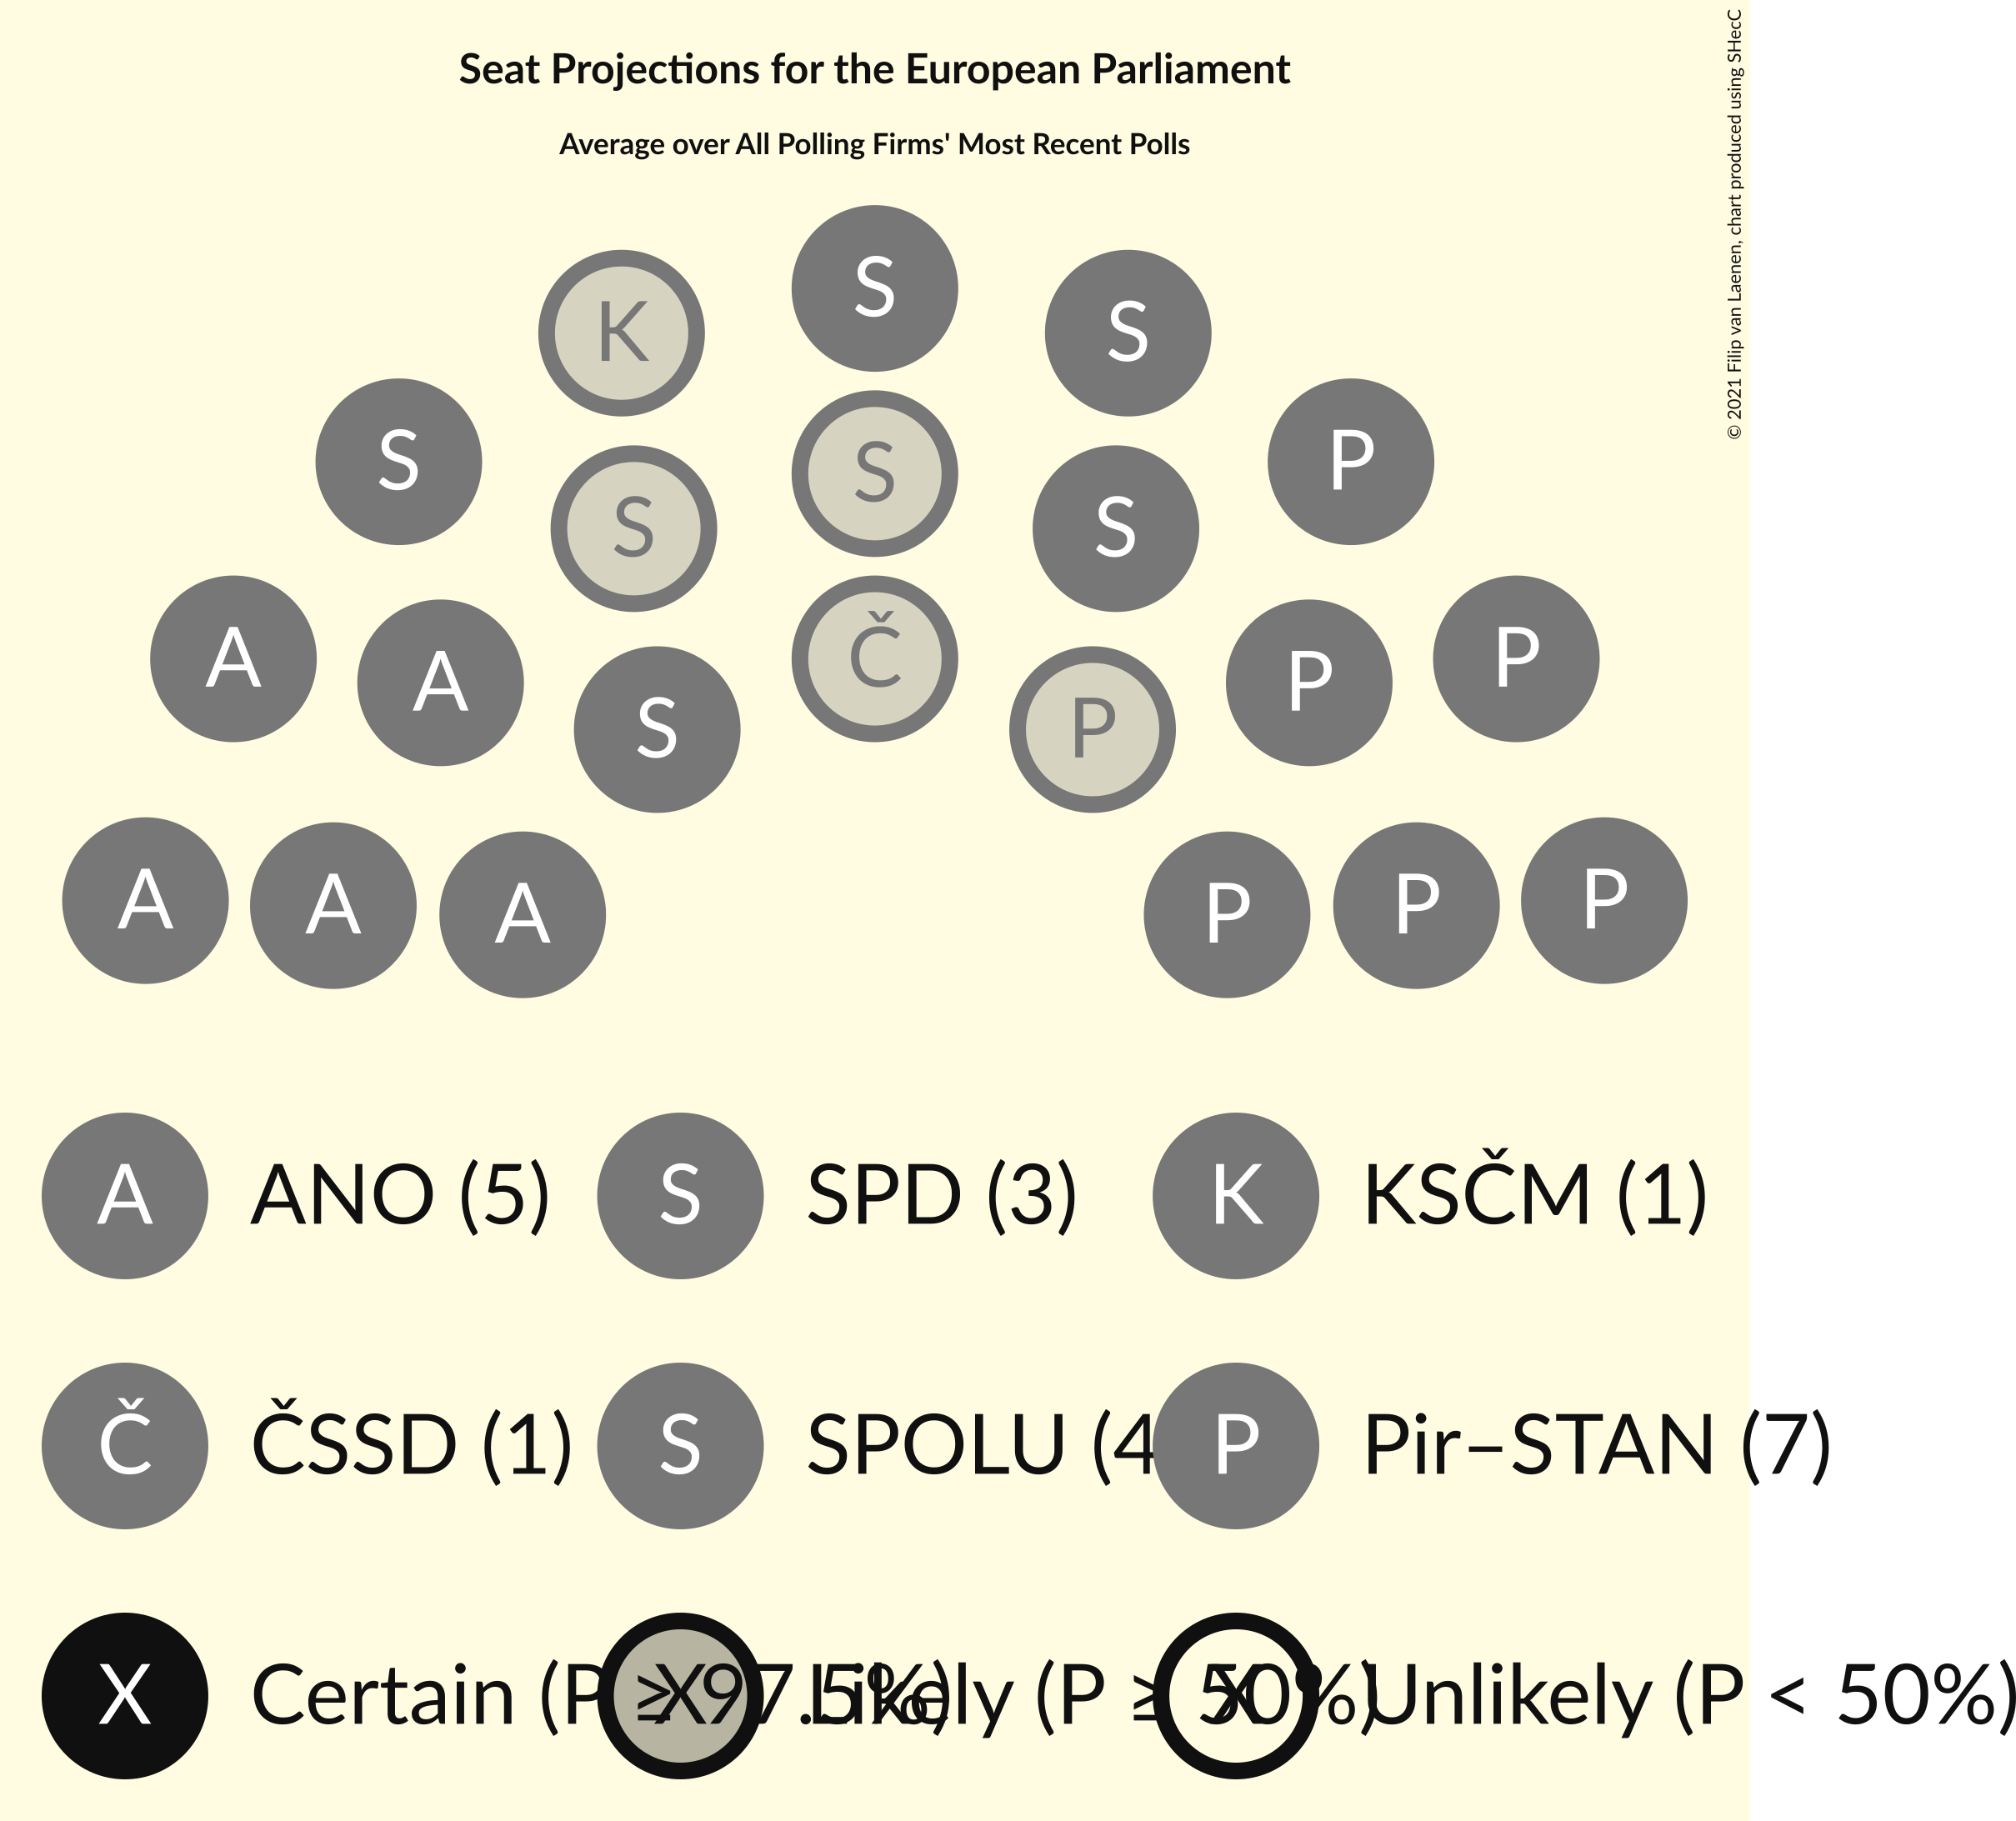 Seat Projections for the European Parliament
Average over All Polling Firms' Most Recent Polls
© 2021 Filip van Laenen, chart produced using SHecC
S
K S
S P
S S
S S
A A Č P P
S P
A A A P P P
A ANO (5) S SPD (3) K KSČM (1)
Č ČSSD (1) S SPOLU (4 P Pir–STAN (7)
X Certain (P ≥ 97.5%) X Likely (P ≥ 50%) X Unlikely (P < 50%)